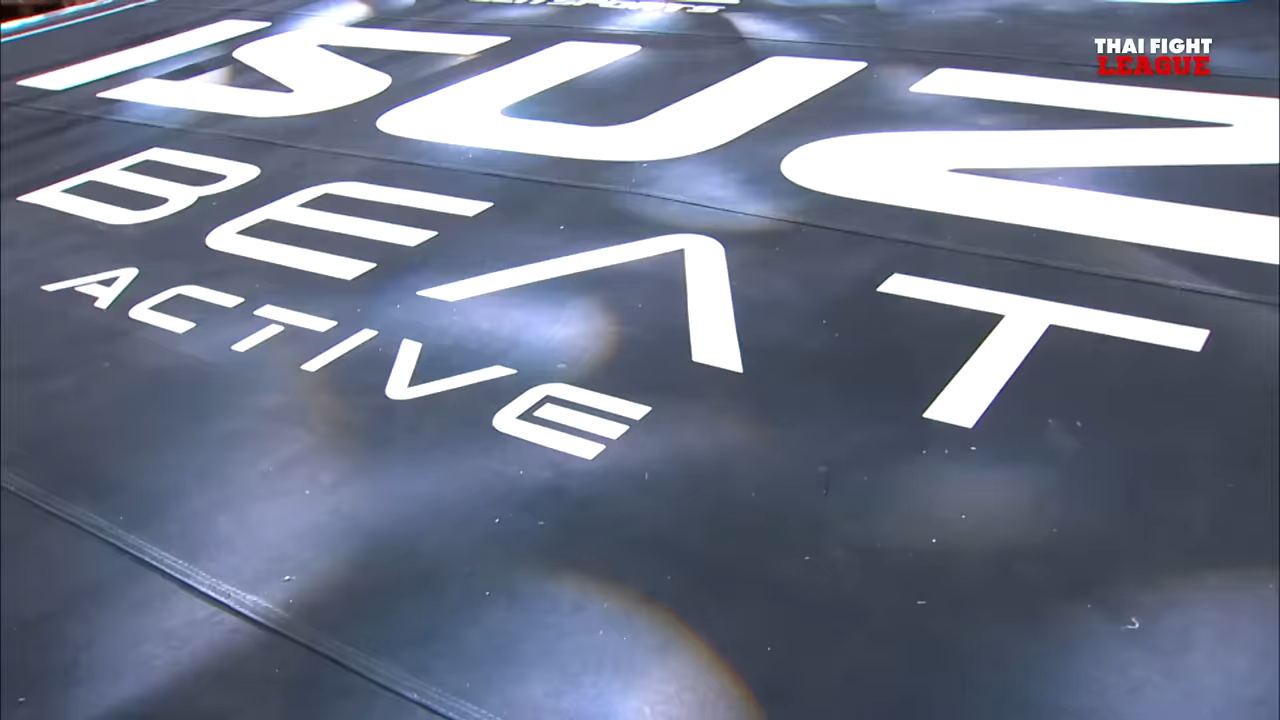 THAI FIGHT
LEAGUE
ISUZ
BEAT
ACTIVE